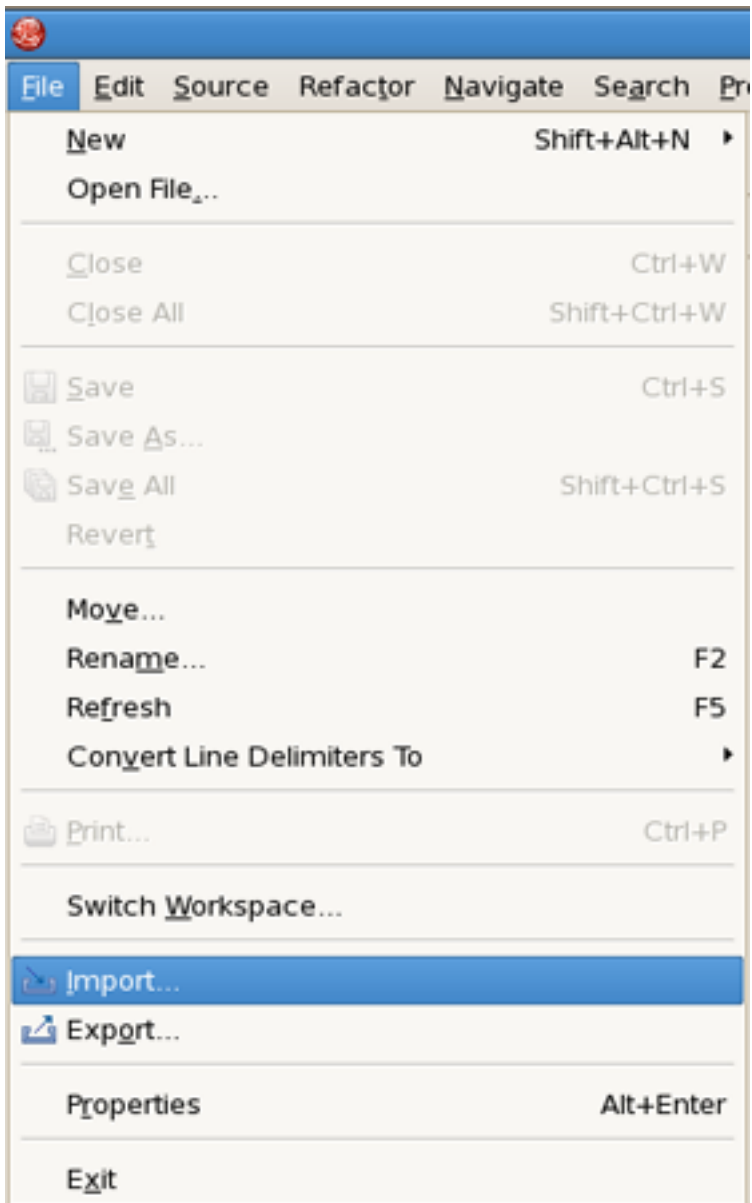 File Edit Source Refactor Navigate Search Pr
New Shift+Alt+N
Open File...
Close Ctrl+W
Close All Shift+Ctrl+W
Save Ctrl+S
Save As...
Save All Shift+Ctrl+S
Revert
Move...
Rename... F2
Refresh F5
Convert Line Delimiters To
Print... Ctrl+P
Switch Workspace...
Import...
Export...
Properties Alt+Enter
Exit